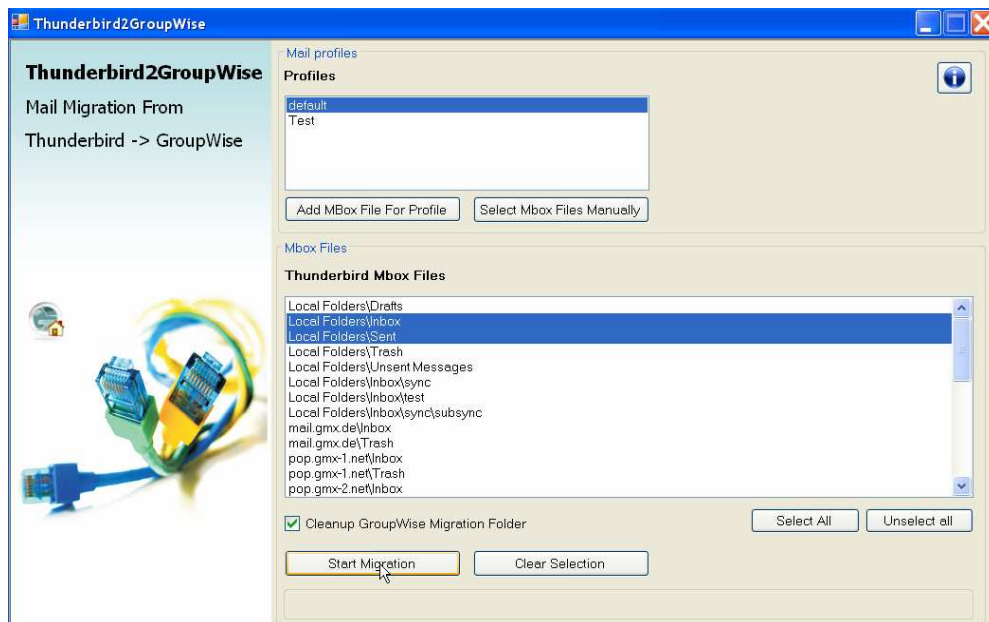 Thunderbird2GroupWise
Thunderbird2GroupWise
Mail Migration From
Thunderbird -> GroupWise
Mail profiles
Profiles
default
Test
Add MBox File For Profile
Select Mbox Files Manually
Mbox Files
Thunderbird Mbox Files
Local Folders\Drafts
Local Folders\Inbox
Local Folders\Sent
Local Folders\Trash
Local Folders\Unsent Messages
Local Folders\Inbox\sync
Local Folders\Inbox\test
Local Folders\Inbox\sync\subsync
mail.gmx.de\Inbox
mail.gmx.de\Trash
pop.gmx-1.net\Inbox
pop.gmx-1.net\Trash
pop.gmx-2.net\Inbox
Cleanup GroupWise Migration Folder
Select All
Unselect all
Start Migration
Clear Selection